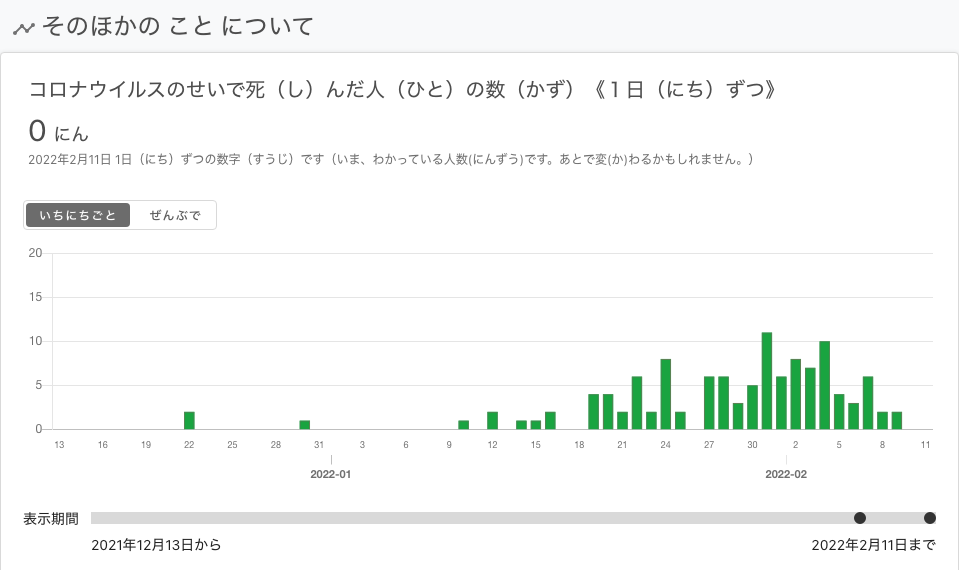 そのほかの こと について
コロナウイルスのせいで死（し）んだ人（ひと）の数（かず）《１日（にち）ずつ》
0 にん
2022年2月11日 1日（にち）ずつの数字（すうじ）です（いま、わかっている人数(にんずう)です。あとで変(か)わるかもしれません。）
いちにちごと ぜんぶで
20
15
10
5
0
13 16 19 22 25 28 31 3 6 9 12 15 18 21 24 27 30 2 5 8 11
2022-01 2022-02
表示期間
2021年12月13日から 2022年2月11日まで